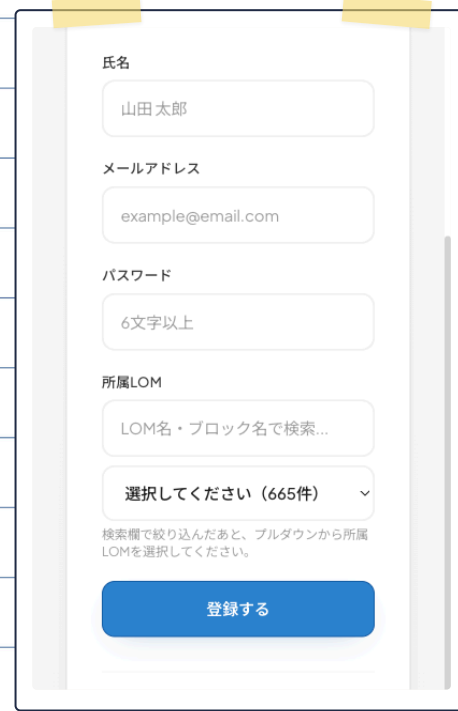 氏名
山田 太郎
メールアドレス
example@email.com
パスワード
6文字以上
所属LOM
LOM名・ブロック名で検索...
選択してください（665件）
検索欄で絞り込んだあと、プルダウンから所属
LOMを選択してください。
登録する